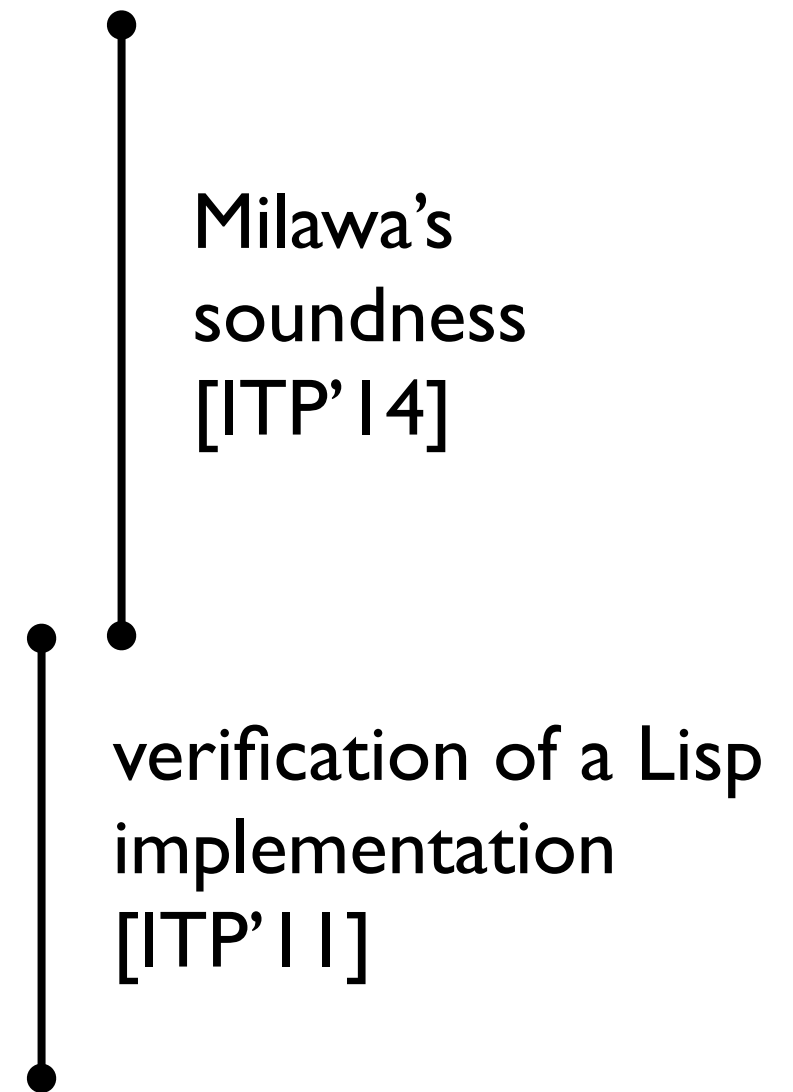 Milawa’s
soundness
[ITP’14]
verification of a Lisp
implementation
[ITP’11]